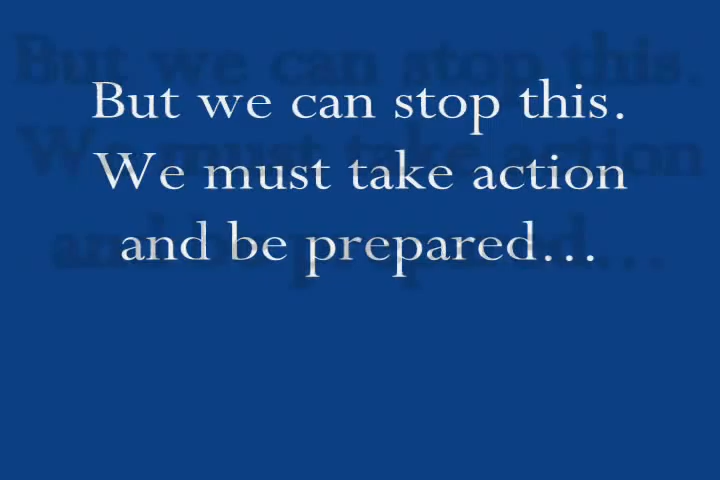 But we can stop this.
We must take action
and be prepared...